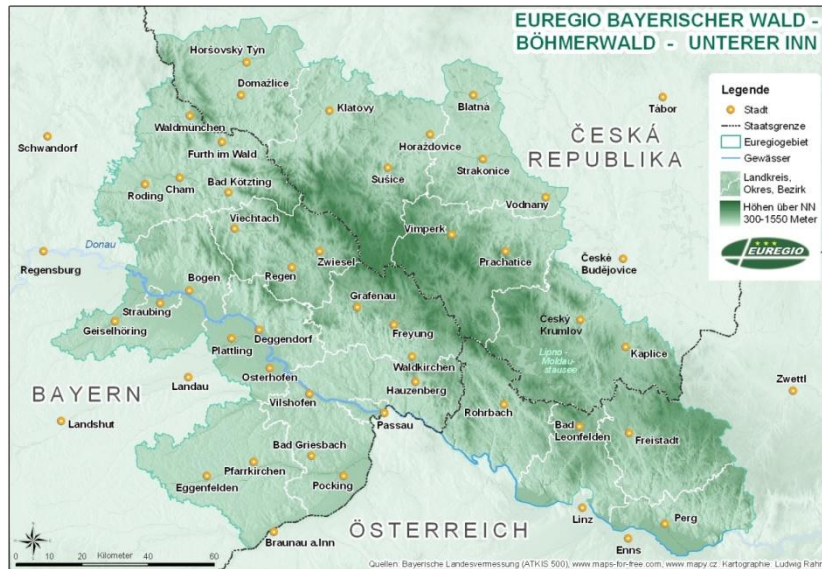 EUREGIO BAYERISCHER WALD -
BÖHMERWALD - UNTERER INN
Legende
Stadt
Staatsgrenze
Euregiogebiet
Gewässer
Landkreis,
Okres, Bezirk
Höhen über NN
300-1550 Meter
EUREGIO
Horšovský Týn
Domažlice
Klatovy
Blatná
Tábor
Waldmünchen
Schwandorf
Furth im Wald
Horažďovice
ČESKÁ
REPUBLIKA
Strakonice
Sušice
Cham
Roding
Bad Kötzting
Vodnany
Viechtach
Vimperk
Donau
Regensburg
Zwiesel
Prachatice
České
Budějovice
Regen
Bogen
Straubing
Geiselhöring
Grafenau
Český
Krumlov
Freyung
Deggendorf
Plattling
Kaplice
Lipno-
Moldau-
stausee
Waldkirchen
Osterhofen
Hauzenberg
Zwettl
BAYERN
Landau
Vilshofen
Rohrbach
Passau
Landshut
Bad
Leonfelden
Freistadt
Bad Griesbach
Pfarrkirchen
Eggenfelden
Pocking
Linz
Perg
ÖSTERREICH
Braunau a.Inn
Enns
Kilometer
0 10 20 40 60
Quellen: Bayerische Landesvermessung (ATKIS 500), www.maps-for-free.com, www.mapy.cz Kartographie: Ludwig Rahm